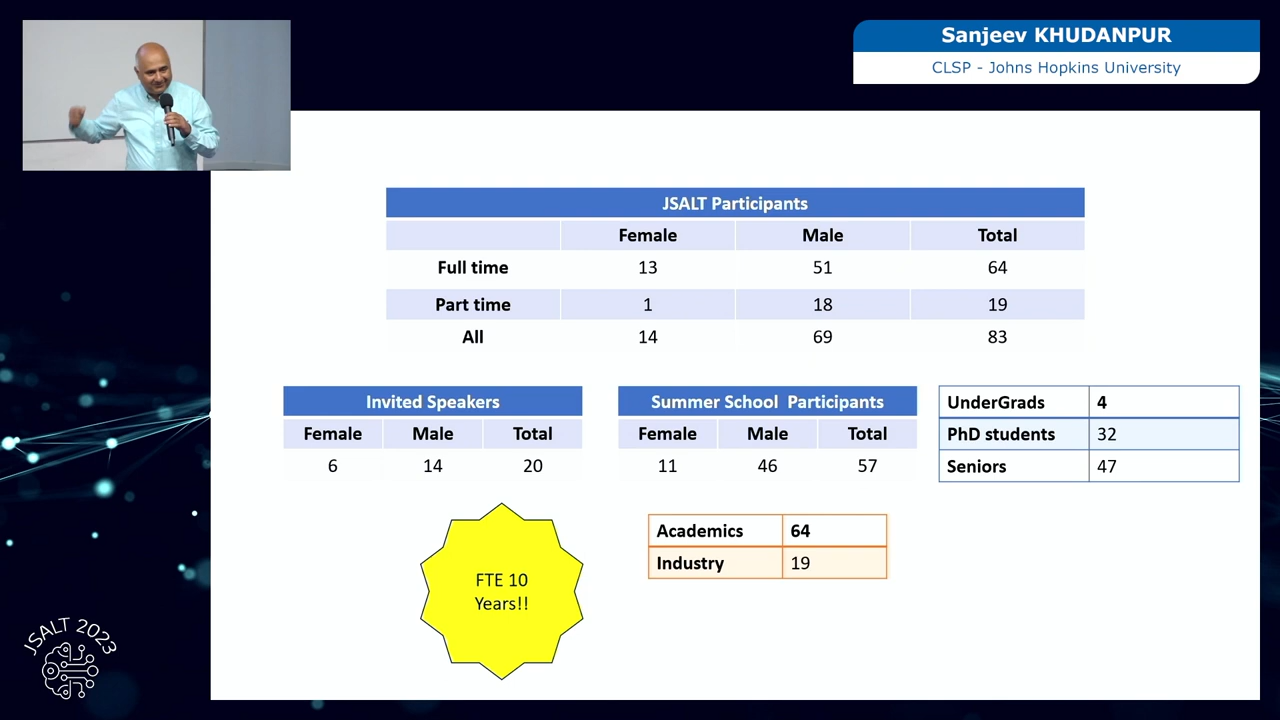 Sanjeev KHUDANPUR
CLSP - Johns Hopkins University
JSALT Participants
Female Male Total
Full time 13 51 64
Part time 1 18 19
All 14 69 83
Invited Speakers
Female Male Total
6 14 20
Summer School Participants
Female Male Total
11 46 57
UnderGrads 4
PhD students 32
Seniors 47
FTE 10
Years!!
Academics 64
Industry 19
JSALT 2023